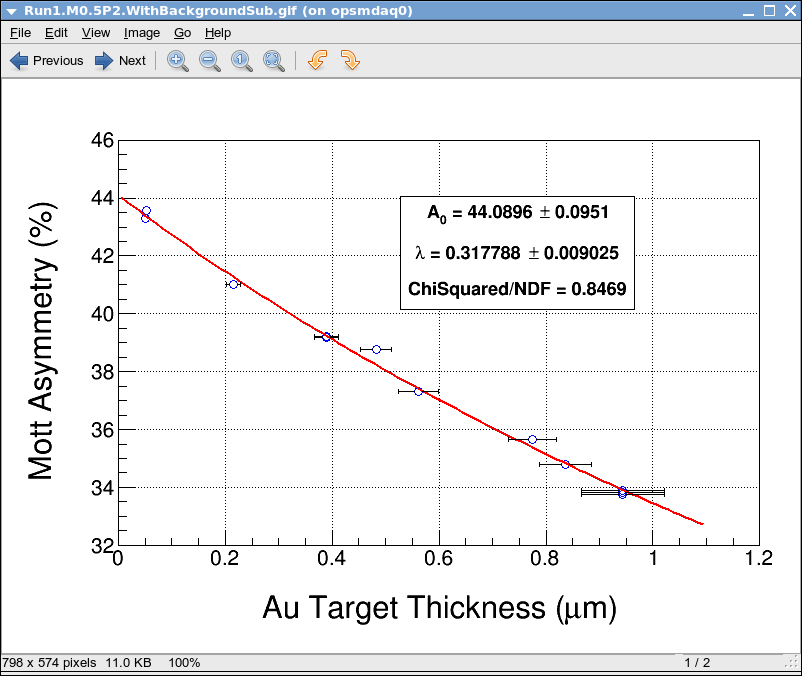 Run1.M0.5P2.WithBackgroundSub.gif (on opsmdaq0)
File Edit View Image Go Help
Previous Next
46
44
42
40
38
36
34
32
A0 = 44.0896 ± 0.0951
λ = 0.317788 ± 0.009025
ChiSquared/NDF = 0.8469
Mott Asymmetry (%)
0 0.2 0.4 0.6 0.8 1 1.2
Au Target Thickness (μm)
798 x 574 pixels 11.0 KB 100% 1 / 2